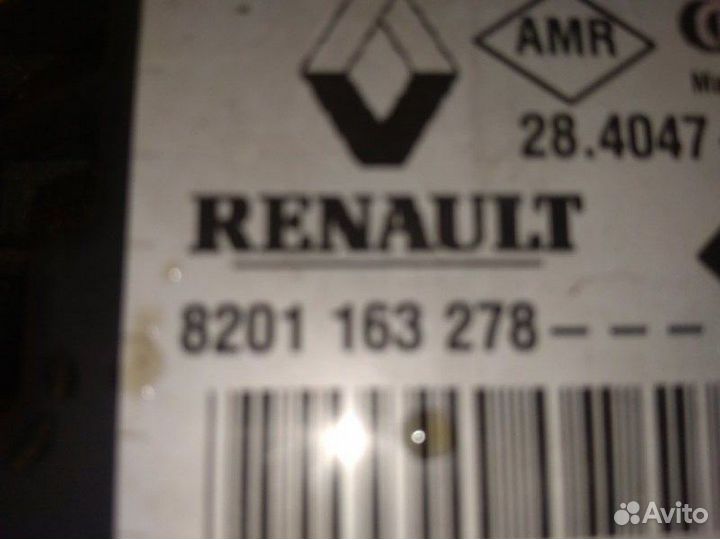 AMR
28.4047
RENAULT
8201 163 278---
Avito